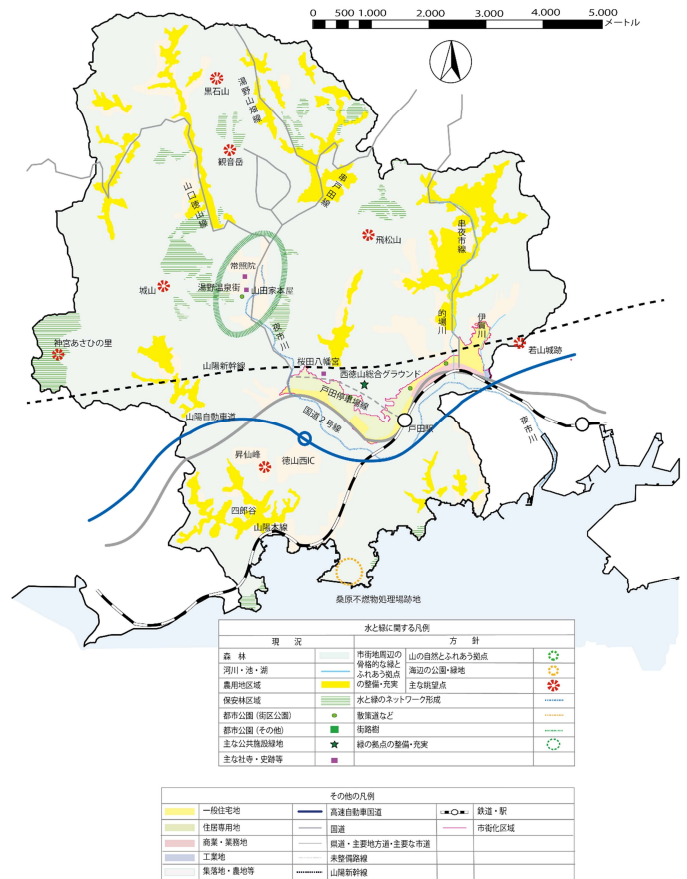 0 500 1,000 2,000 3,000 4,000 5,000
メートル
黒石山
湯野山畑線
観音岳
山口徳山線
串戸田線
飛松山
串夜市線
常照院
湯野温泉街
山田家本屋
城山
夜市川
的場川
伊賀川
神宮あさひの里
若山城跡
山陽新幹線
桜田八幡宮
西徳山総合グラウンド
戸田停車場線
山陽自動車道
国道2号線
戸田駅
夜市川
昇仙峰
徳山西IC
四郎谷
山陽本線
桑原不燃物処理場跡地
水と緑に関する凡例
現 況
方 針
森 林
市街地周辺の骨格的な緑とふれあう拠点の整備・充実
山の自然とふれあう拠点
河川・池・湖
海辺の公園・緑地
農用地区域
主な眺望点
保安林区域
水と緑のネットワーク形成
都市公園(街区公園)
散策道など
都市公園(その他)
街路樹
主な公共施設緑地
緑の拠点の整備・充実
主な社寺・史跡等
その他の凡例
一般住宅地
高速自動車国道
鉄道・駅
住居専用地
国道
市街化区域
商業・業務地
県道・主要地方道・主要な市道
工業地
未整備路線
集落地・農地等
山陽新幹線